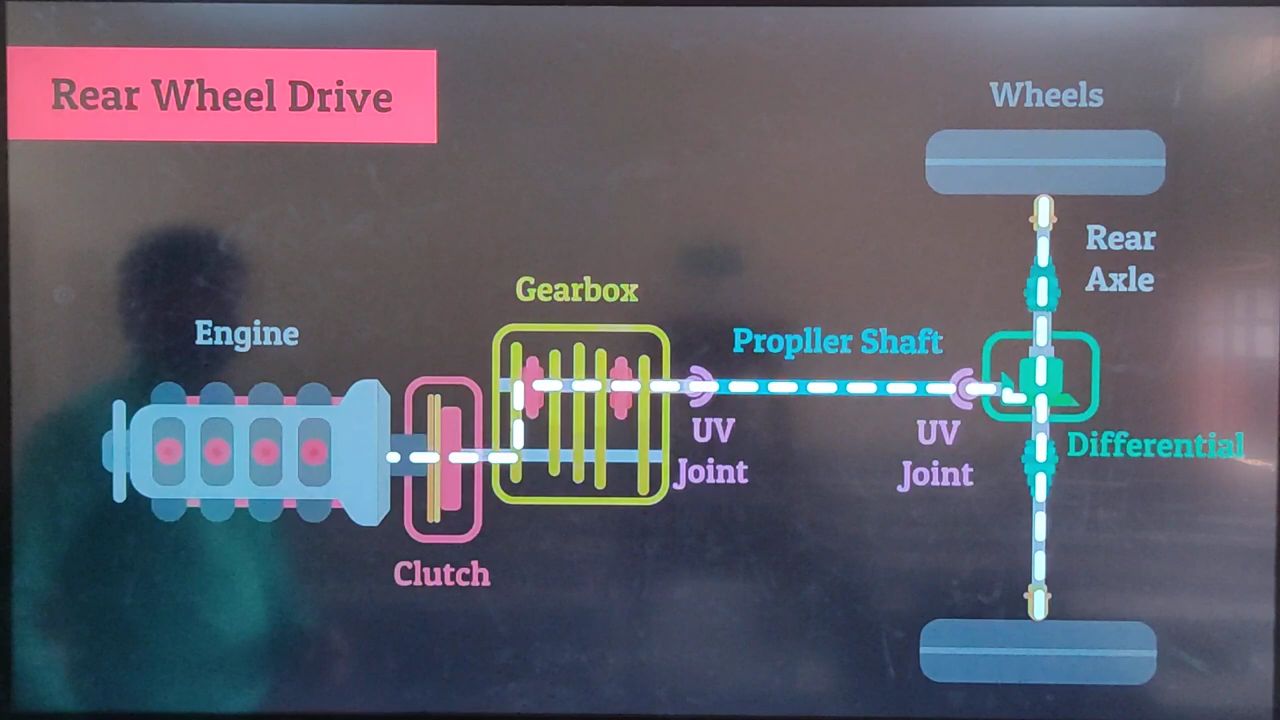 Rear Wheel Drive
Wheels
Rear
Axle
Gearbox
Engine
Propller Shaft
UV
Joint
UV
Joint
Differential
Clutch